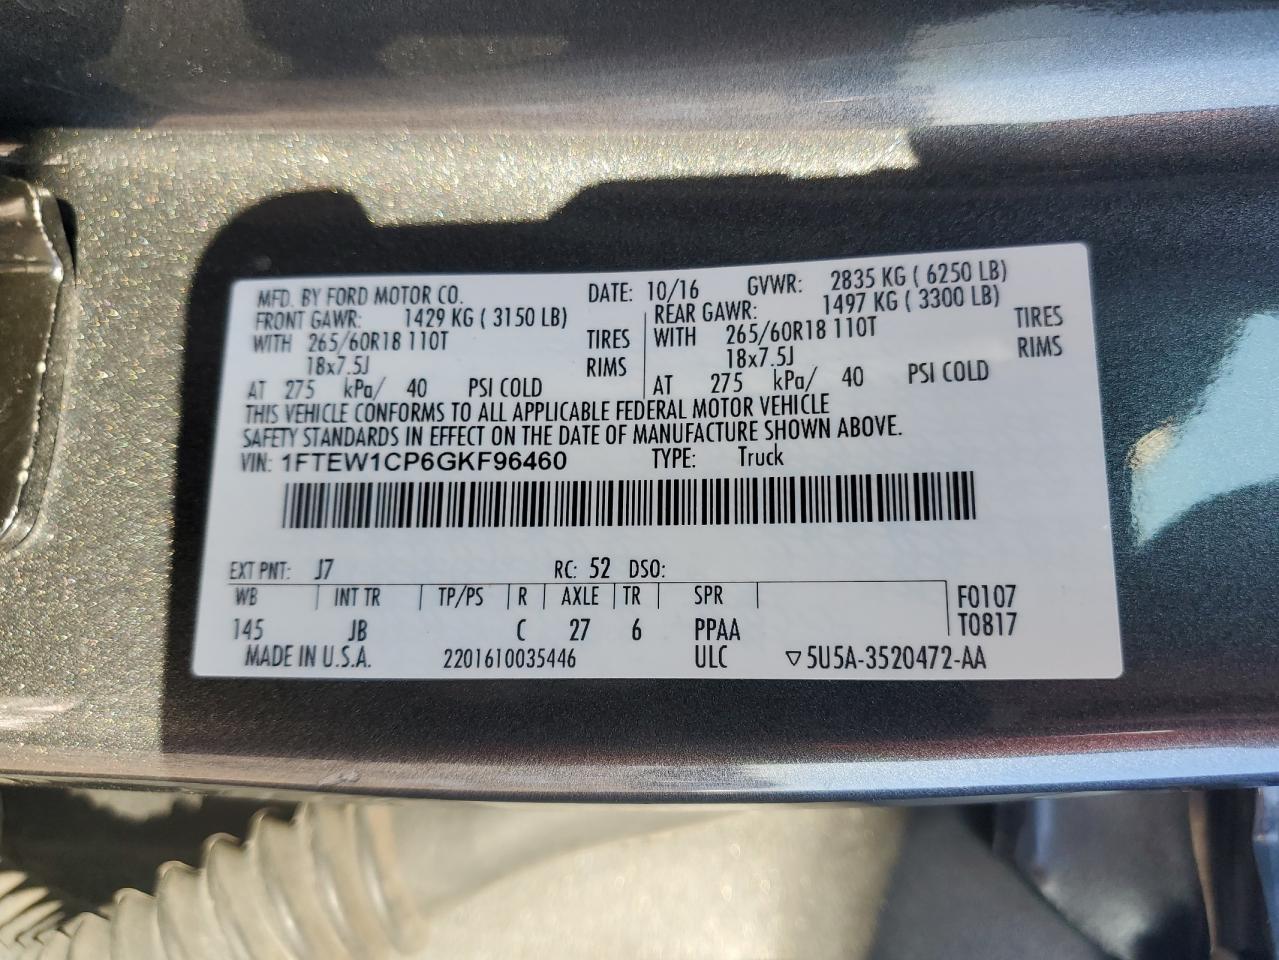 MFD. BY FORD MOTOR CO. DATE: 10/16 GVWR: 2835 KG ( 6250 LB)
FRONT GAWR: 1429 KG ( 3150 LB) REAR GAWR: 1497 KG ( 3300 LB)
WITH 265/60R18 110T TIRES WITH 265/60R18 110T TIRES
18x7.5J RIMS 18x7.5J RIMS
AT 275 kPa/ 40 PSI COLD AT 275 kPa/ 40 PSI COLD
THIS VEHICLE CONFORMS TO ALL APPLICABLE FEDERAL MOTOR VEHICLE
SAFETY STANDARDS IN EFFECT ON THE DATE OF MANUFACTURE SHOWN ABOVE.
VIN: 1FTEW1CP6GKF96460 TYPE: Truck
EXT PNT: J7 RC: 52 DSO:
WB INT TR TP/PS R AXLE TR SPR F0107
145 JB C 27 6 PPAA T0817
MADE IN U.S.A. 2201610035446 ULC ▽5U5A-3520472-AA